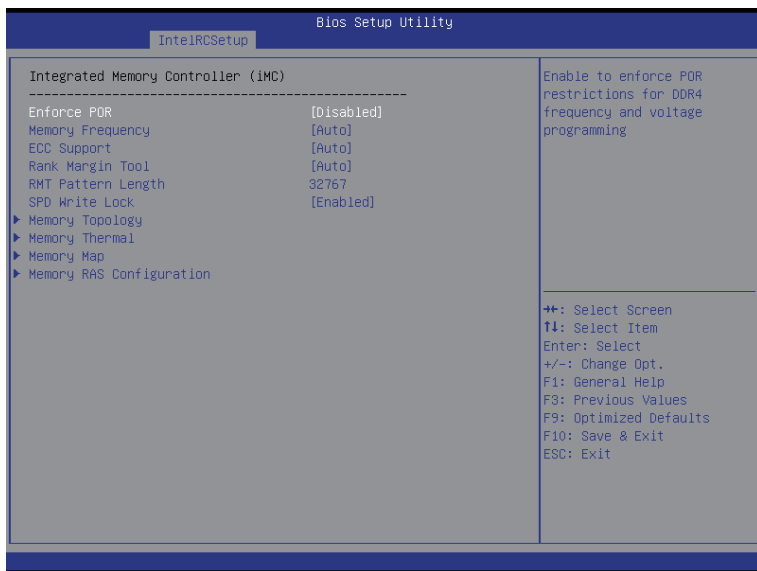 Bios Setup Utility
IntelRCSetup
Integrated Memory Controller (iMC)
--------------------------------------------------
Enforce POR [Disabled]
Memory Frequency [Auto]
ECC Support [Auto]
Rank Margin Tool [Auto]
RMT Pattern Length 32767
SPD Write Lock [Enabled]
Memory Topology
Memory Thermal
Memory Map
Memory RAS Configuration
Enable to enforce POR
restrictions for DDR4
frequency and voltage
programming
→←: Select Screen
↑↓: Select Item
Enter: Select
+/-: Change Opt.
F1: General Help
F3: Previous Values
F9: Optimized Defaults
F10: Save & Exit
ESC: Exit